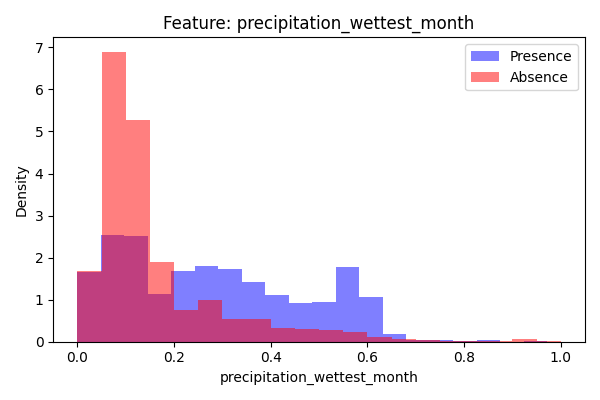 Feature: precipitation_wettest_month
Presence
Absence
Density
7
6
5
4
3
2
1
0
0.0 0.2 0.4 0.6 0.8 1.0
precipitation_wettest_month